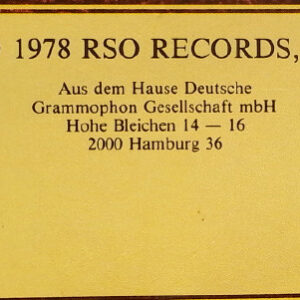 1978 RSO RECORDS,
Aus dem Hause Deutsche
Grammophon Gesellschaft mbH
Hohe Bleichen 14 — 16
2000 Hamburg 36